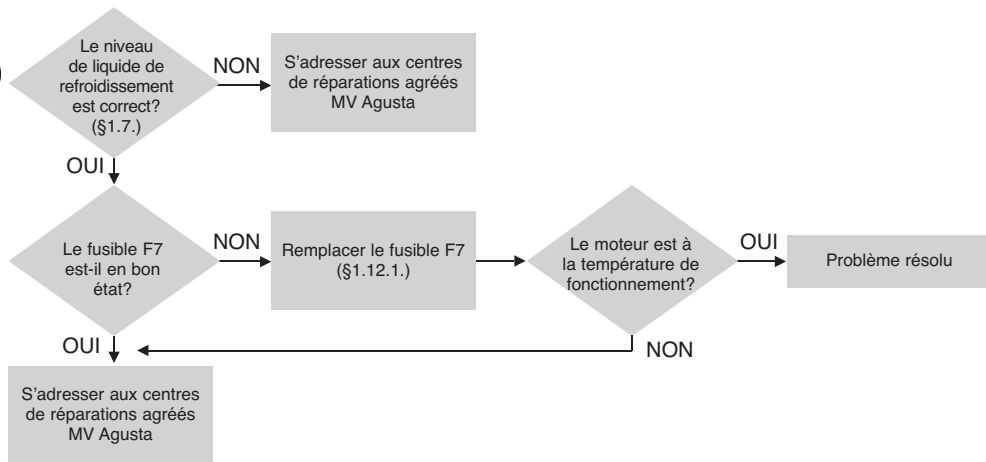 Le niveau
de liquide de
refroidissement
est correct?
(§1.7.)
NON
S'adresser aux centres
de réparations agréés
MV Agusta
OUI
Le fusible F7
est-il en bon
état?
NON
Remplacer le fusible F7
(§1.12.1.)
Le moteur est à
la température de
fonctionnement?
OUI
Problème résolu
OUI
NON
S'adresser aux centres
de réparations agréés
MV Agusta